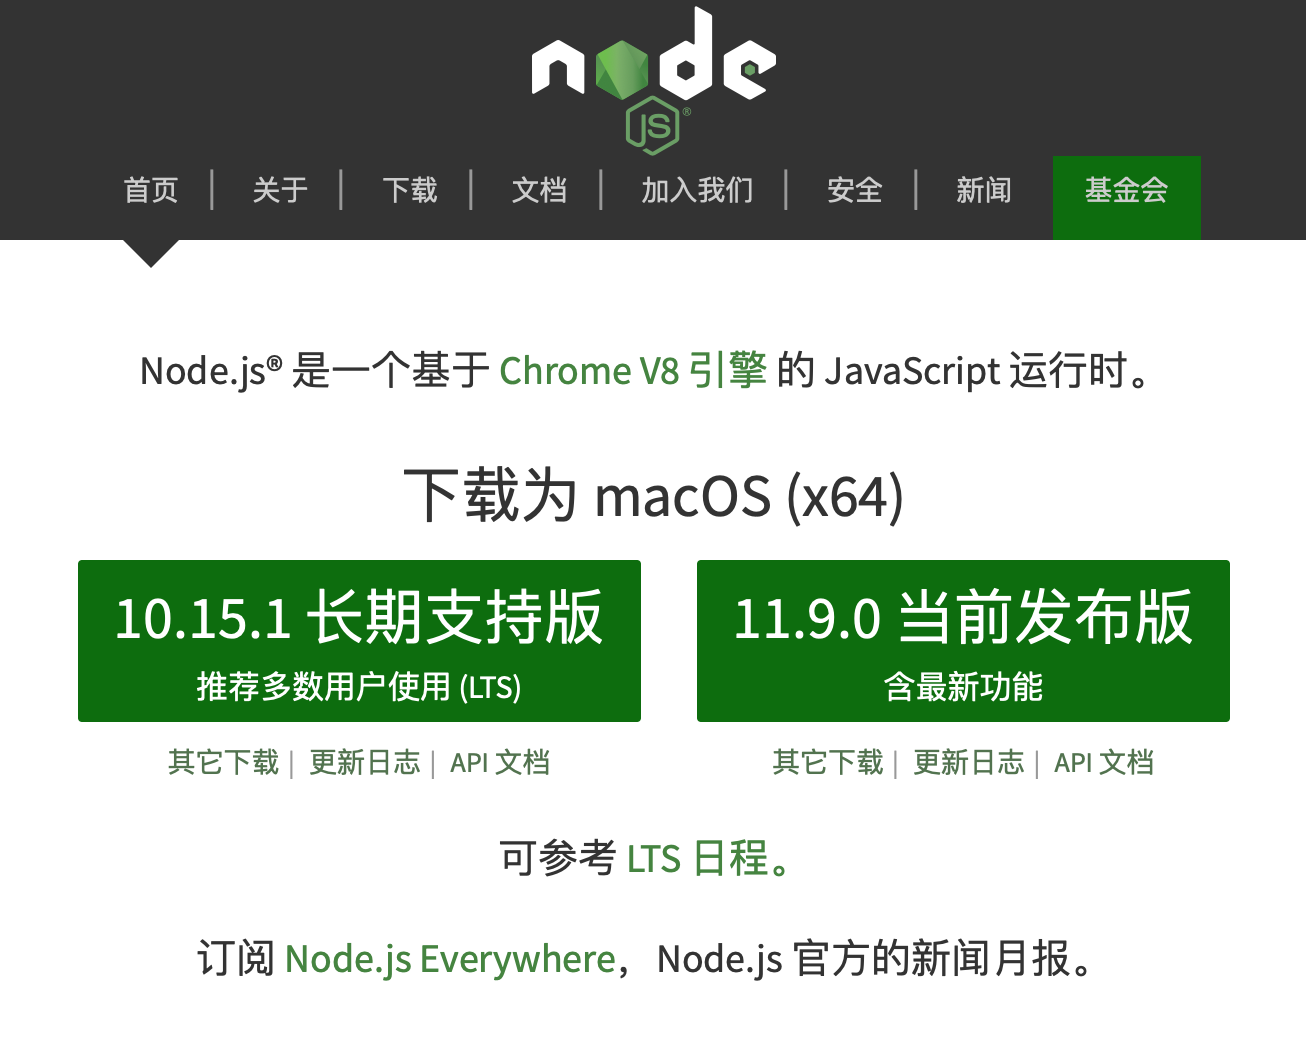 node
JS®
首页 | 关于 | 下载 | 文档 | 加入我们 | 安全 | 新闻 基金会
Node.js® 是一个基于 Chrome V8 引擎 的 JavaScript 运行时。
下载为 macOS (x64)
10.15.1 长期支持版
推荐多数用户使用 (LTS)
其它下载 | 更新日志 | API 文档
11.9.0 当前发布版
含最新功能
其它下载 | 更新日志 | API 文档
可参考 LTS 日程。
订阅 Node.js Everywhere，Node.js 官方的新闻月报。